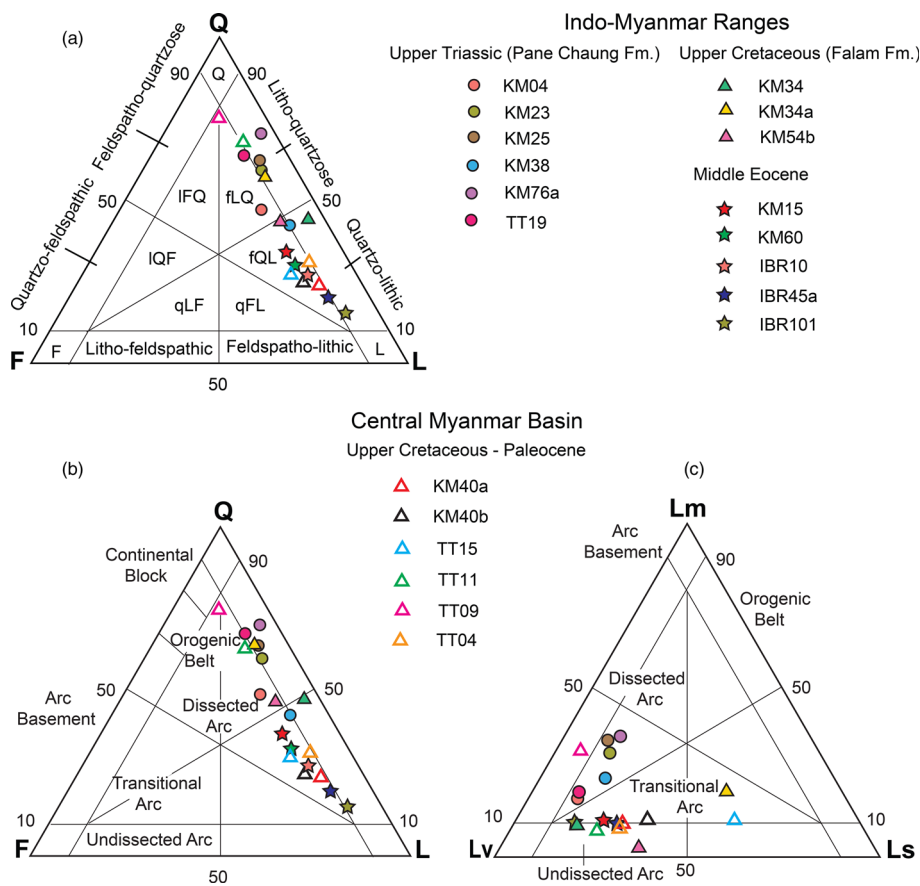 (a)
Q
Indo-Myanmar Ranges
Upper Triassic (Pane Chaung Fm.)
KM04
KM23
KM25
KM38
KM76a
TT19
Upper Cretaceous (Falam Fm.)
KM34
KM34a
KM54b
Middle Eocene
KM15
KM60
IBR10
IBR45a
IBR101
90
Q
90
Feldspatho-quartzose
Litho-quartzose
50
lFQ
fLQ
50
Quartzo-feldspathic
Quartzo-lithic
lQF
fQL
qLF
qFL
10
10
F
F
Litho-feldspathic
Feldspatho-lithic
L
L
50
Central Myanmar Basin
Upper Cretaceous - Paleocene
KM40a
KM40b
TT15
TT11
TT09
TT04
(b)
Q
Continental
Block
90
Orogenic
Belt
50
50
Arc
Basement
Dissected
Arc
Transitional
Arc
10
10
Undissected Arc
F
L
50
(c)
Lm
Arc
Basement
90
Orogenic
Belt
Dissected
Arc
50
50
Transitional
Arc
10
10
Lv
Ls
50
Undissected Arc